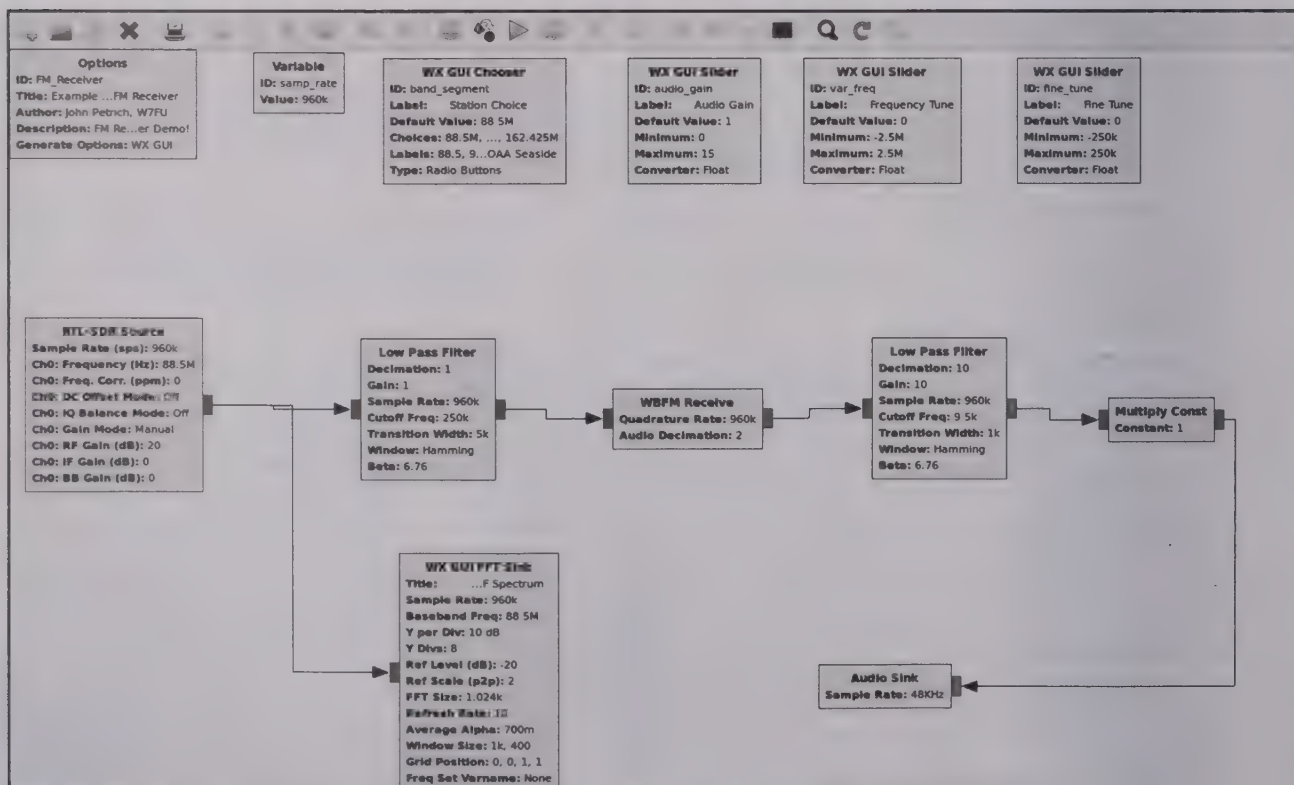 Options
ID: FM_Receiver
Title: Example ...FM Receiver
Author: John Petrich, W7FU
Description: FM Re...er Demo!
Generate Options: WX GUI
Variable
ID: samp_rate
Value: 960k
WX GUI Chooser
ID: band_segment
Label: Station Choice
Default Value: 88 5M
Choices: 88.5M, ..., 162.425M
Labels: 88.5, 9...OAA Seaside
Type: Radio Buttons
WX GUI Slider
ID: audio_gain
Label: Audio Gain
Default Value: 1
Minimum: 0
Maximum: 15
Converter: Float
WX GUI Slider
ID: var_freq
Label: Frequency Tune
Default Value: 0
Minimum: -2.5M
Maximum: 2.5M
Converter: Float
WX GUI Slider
ID: fine_tune
Label: Fine Tune
Default Value: 0
Minimum: -250k
Maximum: 250k
Converter: Float
RTL-SDR Source
Sample Rate (sps): 960k
Ch0: Frequency (Hz): 88.5M
Ch0: Freq. Corr. (ppm): 0
Ch0: DC Offset Mode: Off
Ch0: IQ Balance Mode: Off
Ch0: Gain Mode: Manual
Ch0: RF Gain (dB): 20
Ch0: IF Gain (dB): 0
Ch0: BB Gain (dB): 0
Low Pass Filter
Decimation: 1
Gain: 1
Sample Rate: 960k
Cutoff Freq: 250k
Transition Width: 5k
Window: Hamming
Beta: 6.76
WBFM Receive
Quadrature Rate: 960k
Audio Decimation: 2
Low Pass Filter
Decimation: 10
Gain: 10
Sample Rate: 960k
Cutoff Freq: 9 5k
Transition Width: 1k
Window: Hamming
Beta: 6.76
Multiply Const
Constant: 1
WX GUI FFT Sink
Title: ...F Spectrum
Sample Rate: 960k
Baseband Freq: 88 5M
Y per Div: 10 dB
Y Divs: 8
Ref Level (dB): -20
Ref Scale (p2p): 2
FFT Size: 1.024k
Refresh Rate: 10
Average Alpha: 700m
Window Size: 1k, 400
Grid Position: 0, 0, 1, 1
Freq Set Varname: None
Audio Sink
Sample Rate: 48KHz